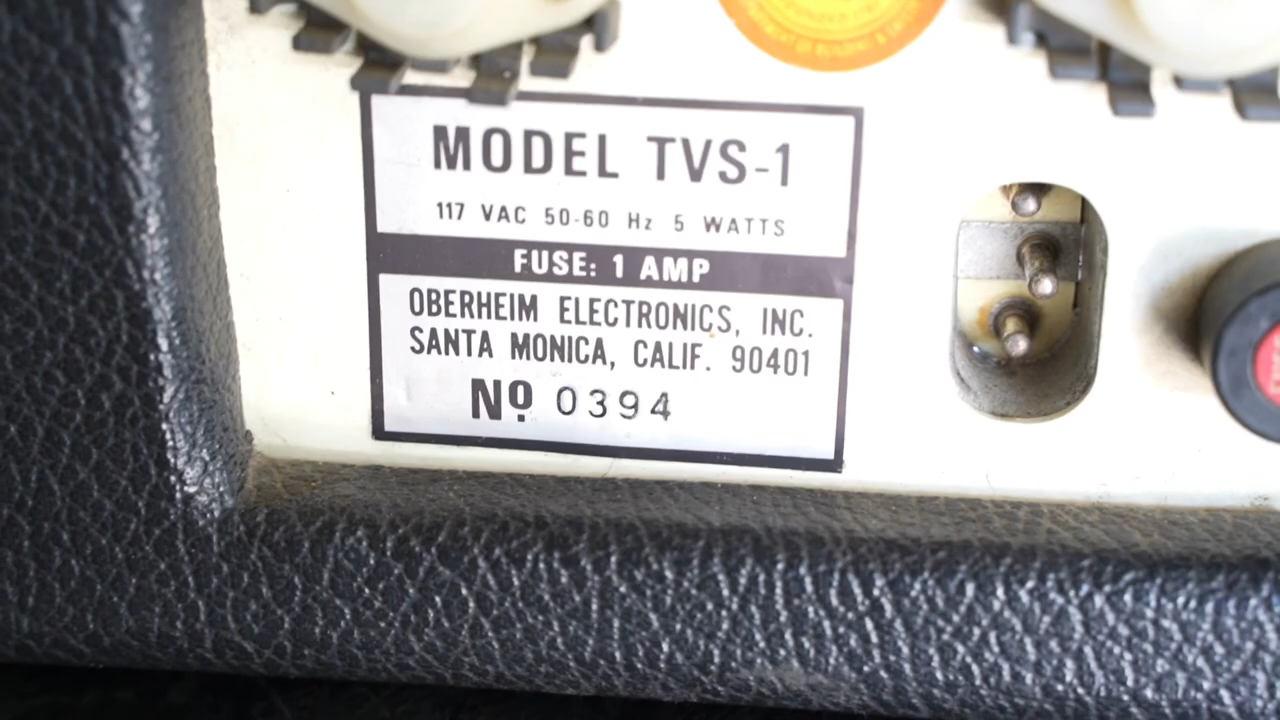 MODEL TVS-1
117 VAC 50-60 Hz 5 WATTS
FUSE: 1 AMP
OBERHEIM ELECTRONICS, INC.
SANTA MONICA, CALIF. 90401
Nº 0394